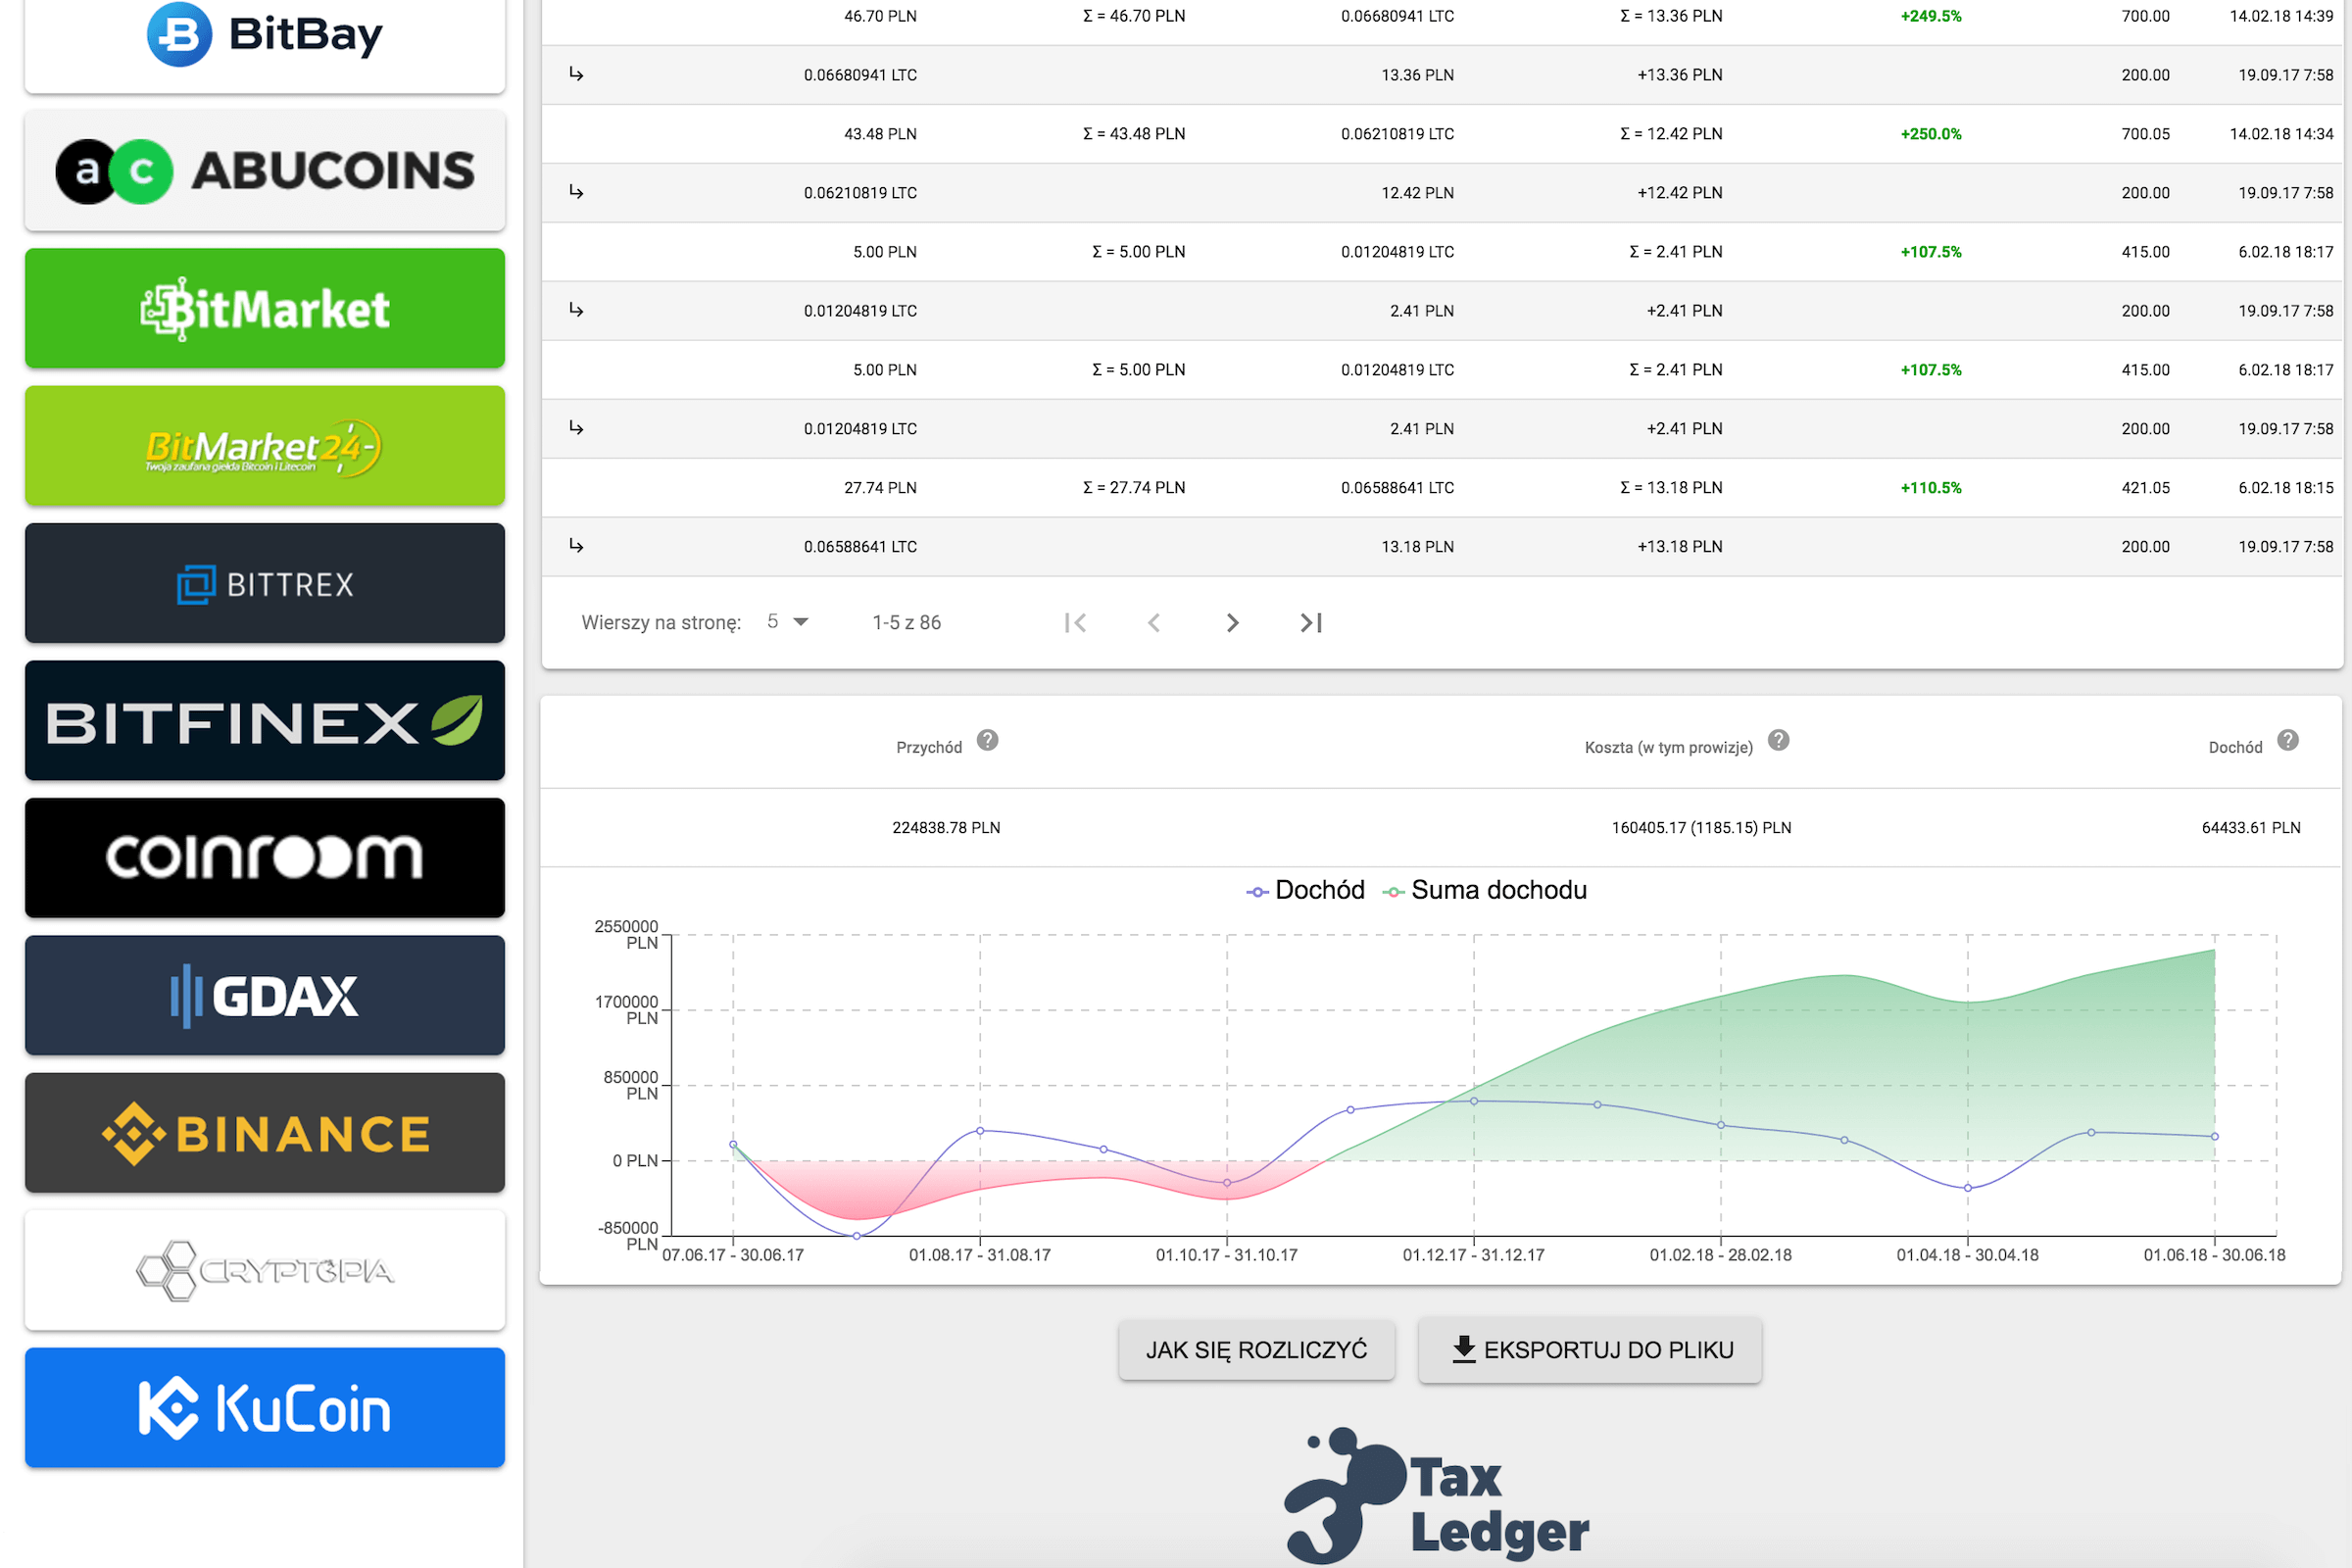 BitBay
ac ABUCOINS
BitMarket
BitMarket24
Twoja zaufana giełda Bitcoin i Litecoin
BITTREX
BITFINEX
coinroom
GDAX
BINANCE
CRYPTOPIA
KuCoin
46.70 PLN Σ = 46.70 PLN 0.06680941 LTC Σ = 13.36 PLN +249.5% 700.00 14.02.18 14:39
↳ 0.06680941 LTC 13.36 PLN +13.36 PLN 200.00 19.09.17 7:58
43.48 PLN Σ = 43.48 PLN 0.06210819 LTC Σ = 12.42 PLN +250.0% 700.05 14.02.18 14:34
↳ 0.06210819 LTC 12.42 PLN +12.42 PLN 200.00 19.09.17 7:58
5.00 PLN Σ = 5.00 PLN 0.01204819 LTC Σ = 2.41 PLN +107.5% 415.00 6.02.18 18:17
↳ 0.01204819 LTC 2.41 PLN +2.41 PLN 200.00 19.09.17 7:58
5.00 PLN Σ = 5.00 PLN 0.01204819 LTC Σ = 2.41 PLN +107.5% 415.00 6.02.18 18:17
↳ 0.01204819 LTC 2.41 PLN +2.41 PLN 200.00 19.09.17 7:58
27.74 PLN Σ = 27.74 PLN 0.06588641 LTC Σ = 13.18 PLN +110.5% 421.05 6.02.18 18:15
↳ 0.06588641 LTC 13.18 PLN +13.18 PLN 200.00 19.09.17 7:58
Wierszy na stronę: 5 1-5 z 86
Przychód ? Koszta (w tym prowizje) ? Dochód ?
224838.78 PLN 160405.17 (1185.15) PLN 64433.61 PLN
Dochód Suma dochodu
2550000
PLN
1700000
PLN
850000
PLN
0 PLN
-850000
PLN
07.06.17 - 30.06.17 01.08.17 - 31.08.17 01.10.17 - 31.10.17 01.12.17 - 31.12.17 01.02.18 - 28.02.18 01.04.18 - 30.04.18 01.06.18 - 30.06.18
JAK SIĘ ROZLICZYĆ EKSPORTUJ DO PLIKU
Tax
Ledger